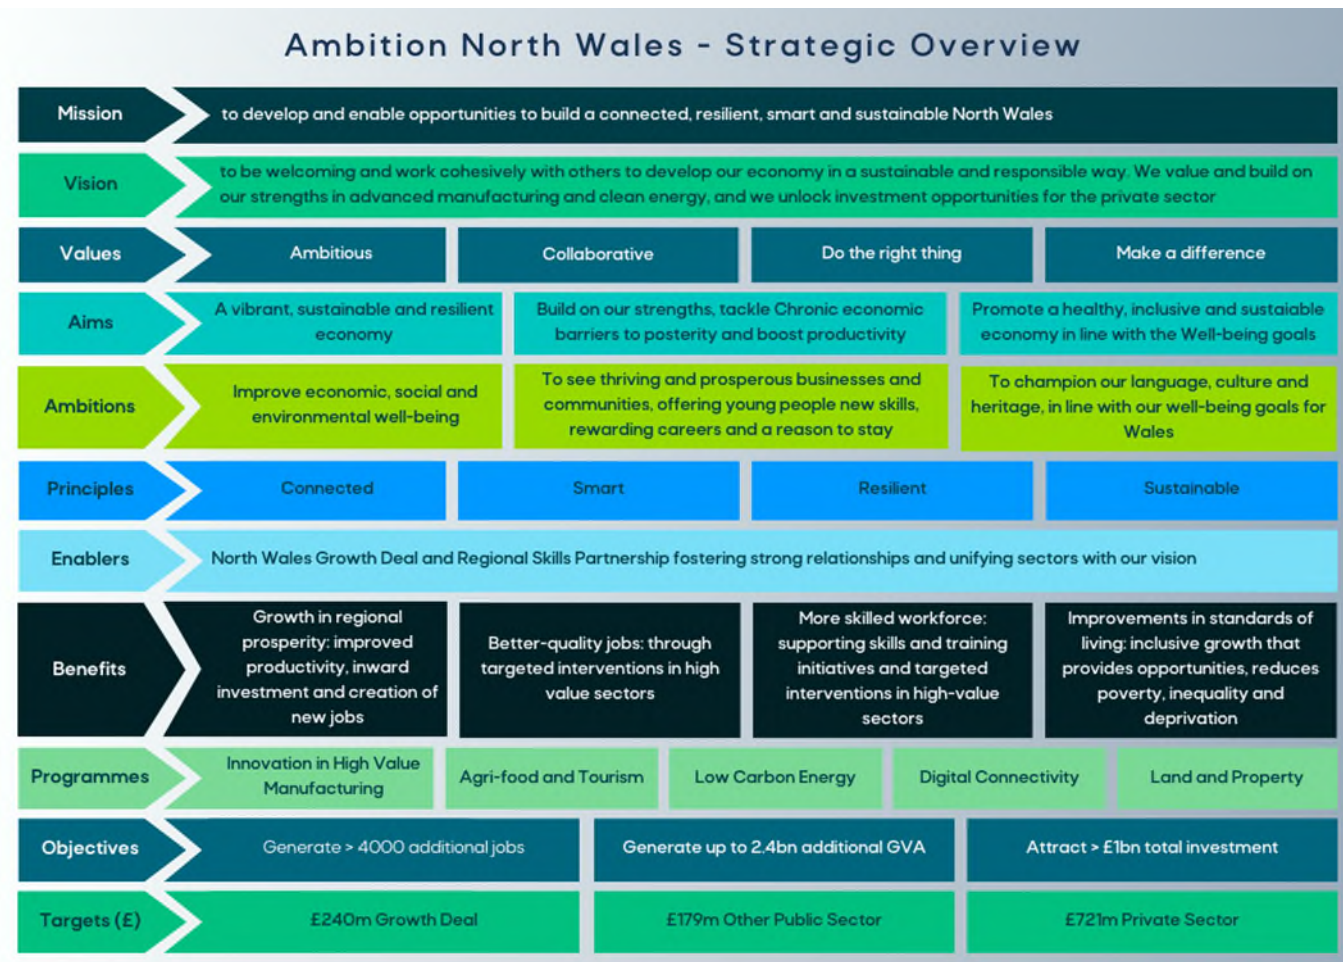 Ambition North Wales - Strategic Overview
Mission
to develop and enable opportunities to build a connected, resilient, smart and sustainable North Wales
Vision
to be welcoming and work cohesively with others to develop our economy in a sustainable and responsible way. We value and build on
our strengths in advanced manufacturing and clean energy, and we unlock investment opportunities for the private sector
Values
Ambitious
Collaborative
Do the right thing
Make a difference
Aims
A vibrant, sustainable and resilient
economy
Build on our strengths, tackle Chronic economic
barriers to posterity and boost productivity
Promote a healthy, inclusive and sustaiable
economy in line with the Well-being goals
Ambitions
Improve economic, social and
environmental well-being
To see thriving and prosperous businesses and
communities, offering young people new skills,
rewarding careers and a reason to stay
To champion our language, culture and
heritage, in line with our well-being goals for
Wales
Principles
Connected
Smart
Resilient
Sustainable
Enablers
North Wales Growth Deal and Regional Skills Partnership fostering strong relationships and unifying sectors with our vision
Benefits
Growth in regional
prosperity: improved
productivity, inward
investment and creation of
new jobs
Better-quality jobs: through
targeted interventions in high
value sectors
More skilled workforce:
supporting skills and training
initiatives and targeted
interventions in high-value
sectors
Improvements in standards of
living: inclusive growth that
provides opportunities, reduces
poverty, inequality and
deprivation
Programmes
Innovation in High Value
Manufacturing
Agri-food and Tourism
Low Carbon Energy
Digital Connectivity
Land and Property
Objectives
Generate > 4000 additional jobs
Generate up to 2.4bn additional GVA
Attract > £1bn total investment
Targets (£)
£240m Growth Deal
£179m Other Public Sector
£721m Private Sector